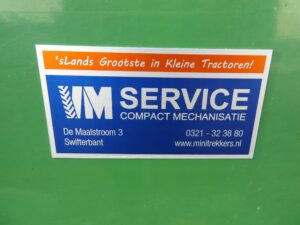 'sLands Grootste in Kleine Tractoren!
IM SERVICE
COMPACT MECHANISATIE
De Maalstroom 3 0321 - 32 38 80
Swifterbant www.minitrekkers.nl